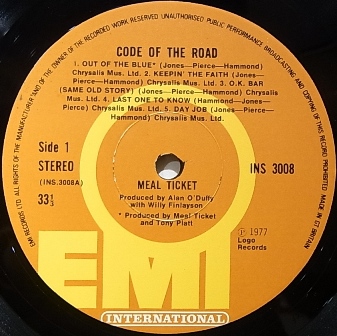 MANUFACTURER AND OF THE OWNER OF THE RECORDED WORK RESERVED UNAUTHORISED PUBLIC PERFORMANCE BROADCASTING AND COPYING OF THIS RECORD PROHIBITED MADE IN GT BRITAIN
EMI RECORDS LTD ALL RIGHTS OF THE
CODE OF THE ROAD
1. OUT OF THE BLUE* (Jones—Pierce—Hammond)
Chrysalis Mus. Ltd. 2. KEEPIN' THE FAITH (Jones—
Pierce—Hammond) Chrysalis Mus. Ltd. 3. O.K. BAR
(SAME OLD STORY) (Jones—Pierce—Hammond) Chrysalis
Mus. Ltd. 4. LAST ONE TO KNOW (Hammond—Jones—
Pierce) Chrysalis Mus. Ltd. 5. DAY JOB (Jones—Pierce—
Hammond) Chrysalis Mus. Ltd.
Side 1
STEREO
(INS.3008A)
33⅓
INS 3008
MEAL TICKET
Produced by Alan O'Duffy
with Willy Finlayson
* Produced by Meal Ticket
and Tony Platt
℗ 1977
Logo
Records
EMI
INTERNATIONAL